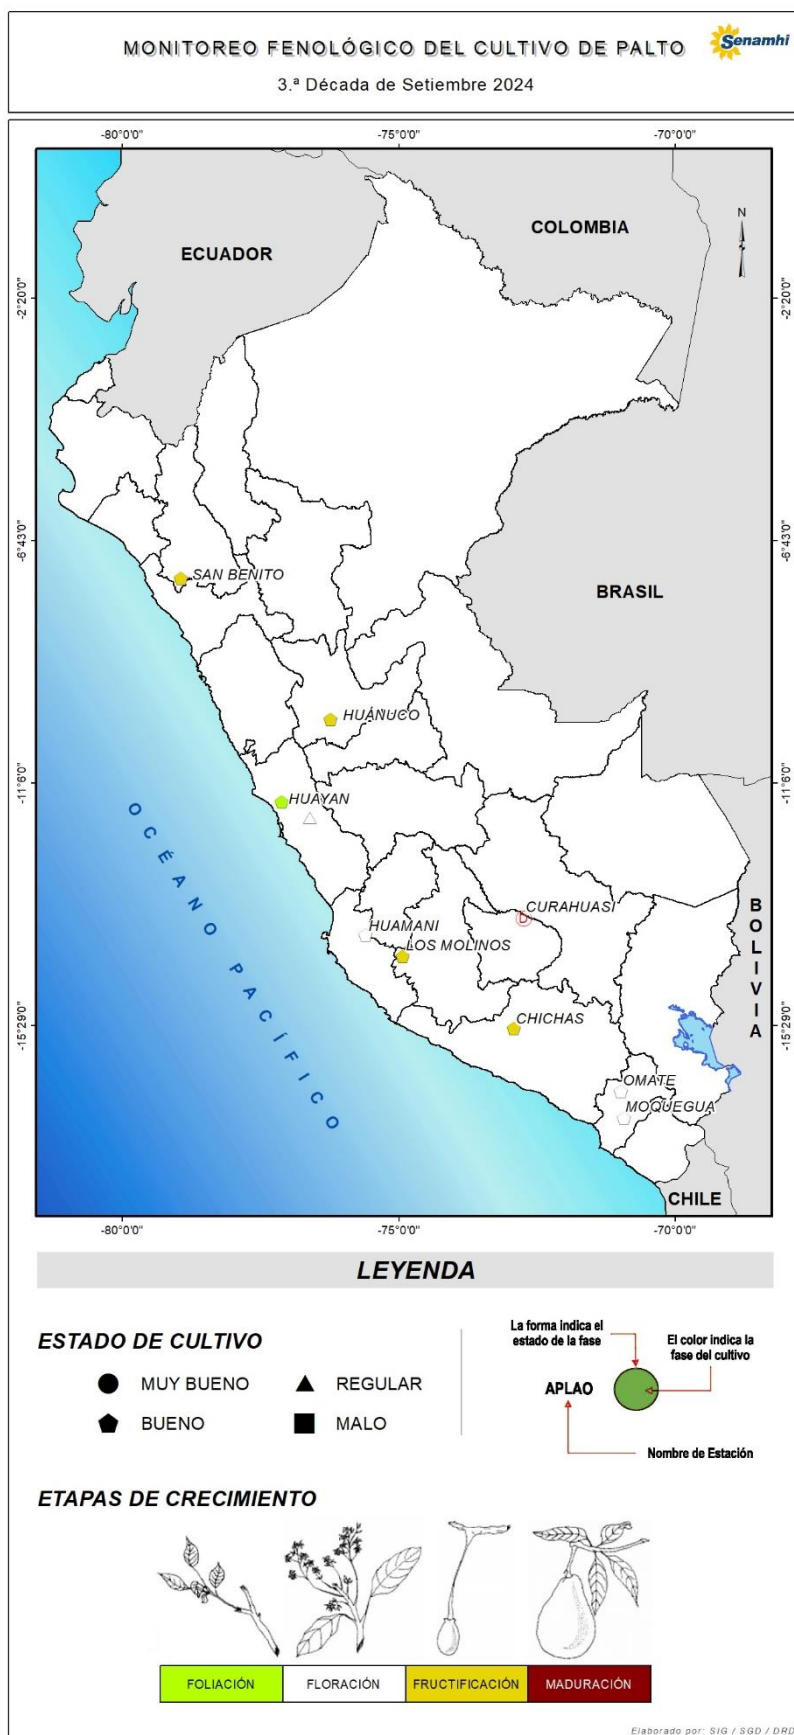 MONITOREO FENOLÓGICO DEL CULTIVO DE PALTO
Senamhi
3.ª Década de Setiembre 2024
-80°0'0"
-75°0'0"
-70°0'0"
COLOMBIA
N
ECUADOR
-2°20'0"
-2°20'0"
-6°43'0"
-6°43'0"
SAN BENITO
BRASIL
HUÁNUCO
-11°6'0"
-11°6'0"
HUAYAN
OCÉANO PACÍFICO
CURAHUASI
D
BOLIVIA
HUAMANI
LOS MOLINOS
CHICHAS
-15°29'0"
-15°29'0"
OMATE
MOQUEGUA
CHILE
-80°0'0"
-75°0'0"
-70°0'0"
LEYENDA
ESTADO DE CULTIVO
MUY BUENO
REGULAR
BUENO
MALO
La forma indica el
estado de la fase
El color indica la
fase del cultivo
APLAO
Nombre de Estación
ETAPAS DE CRECIMIENTO
FOLIACIÓN
FLORACIÓN
FRUCTIFICACIÓN
MADURACIÓN
Elaborado por: SIG / SGD / DRD